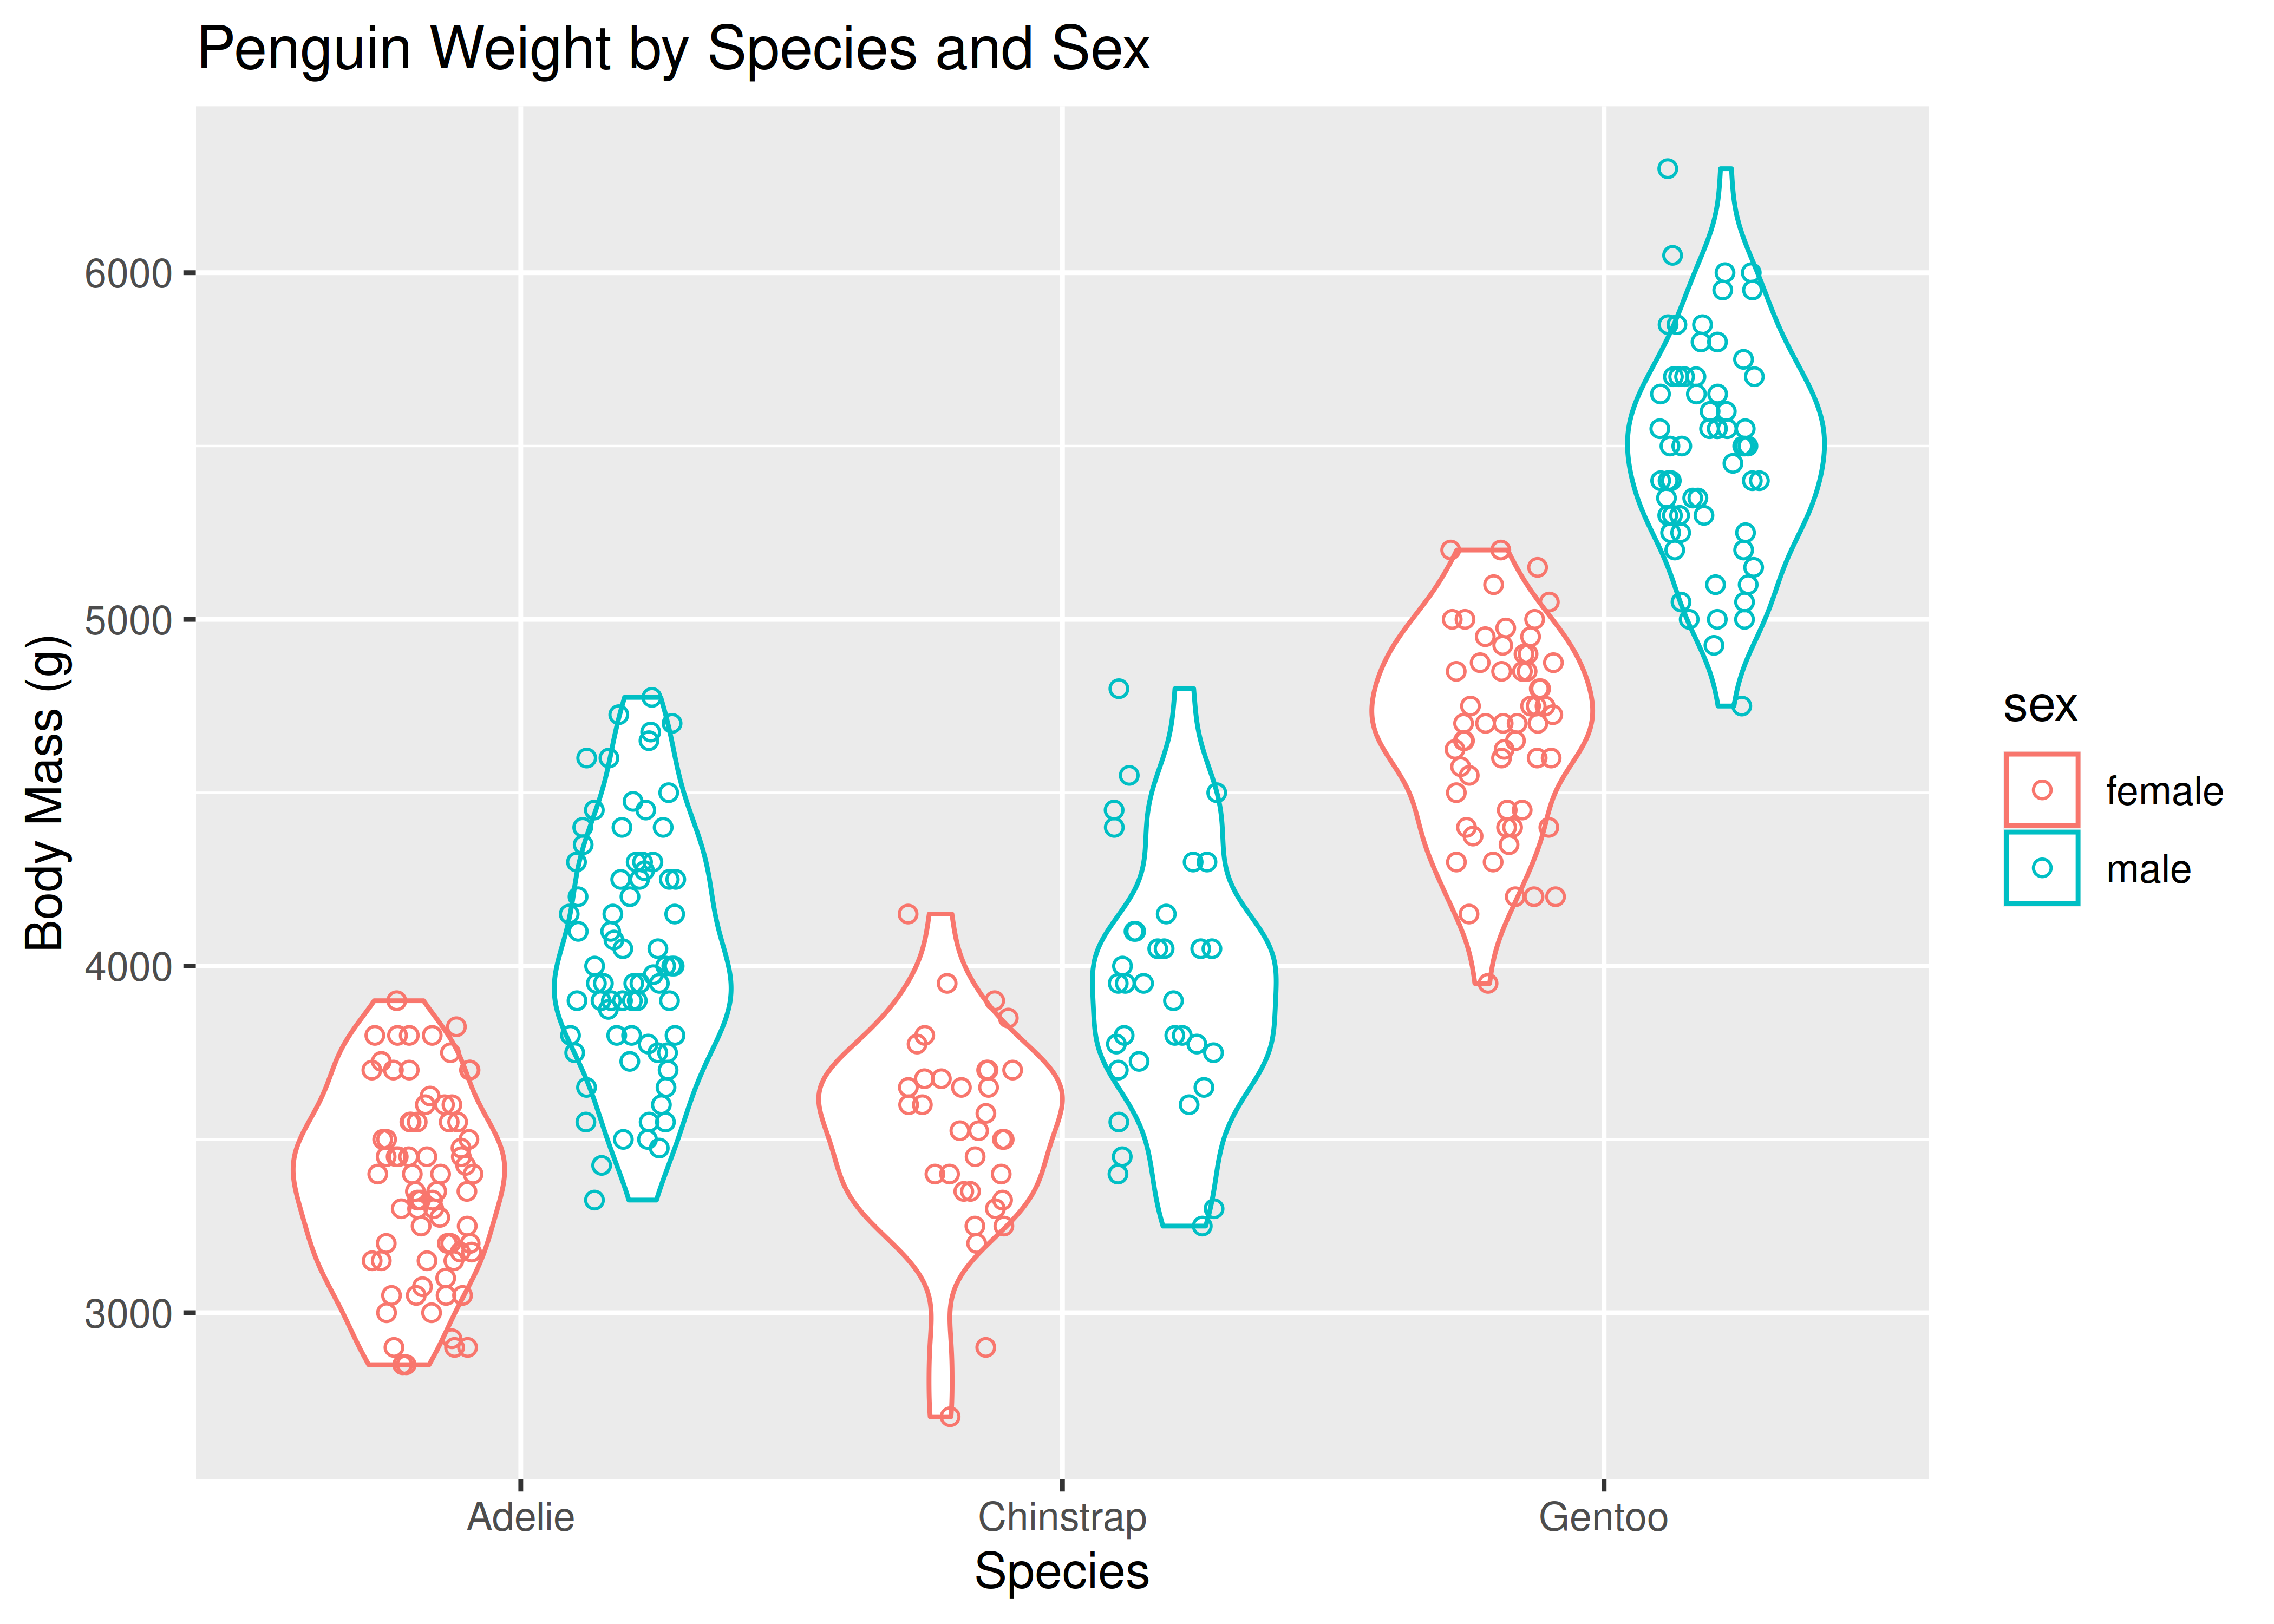 Penguin Weight by Species and Sex
Body Mass (g)
6000
5000
4000
3000
Adelie
Chinstrap
Gentoo
Species
sex
female
male